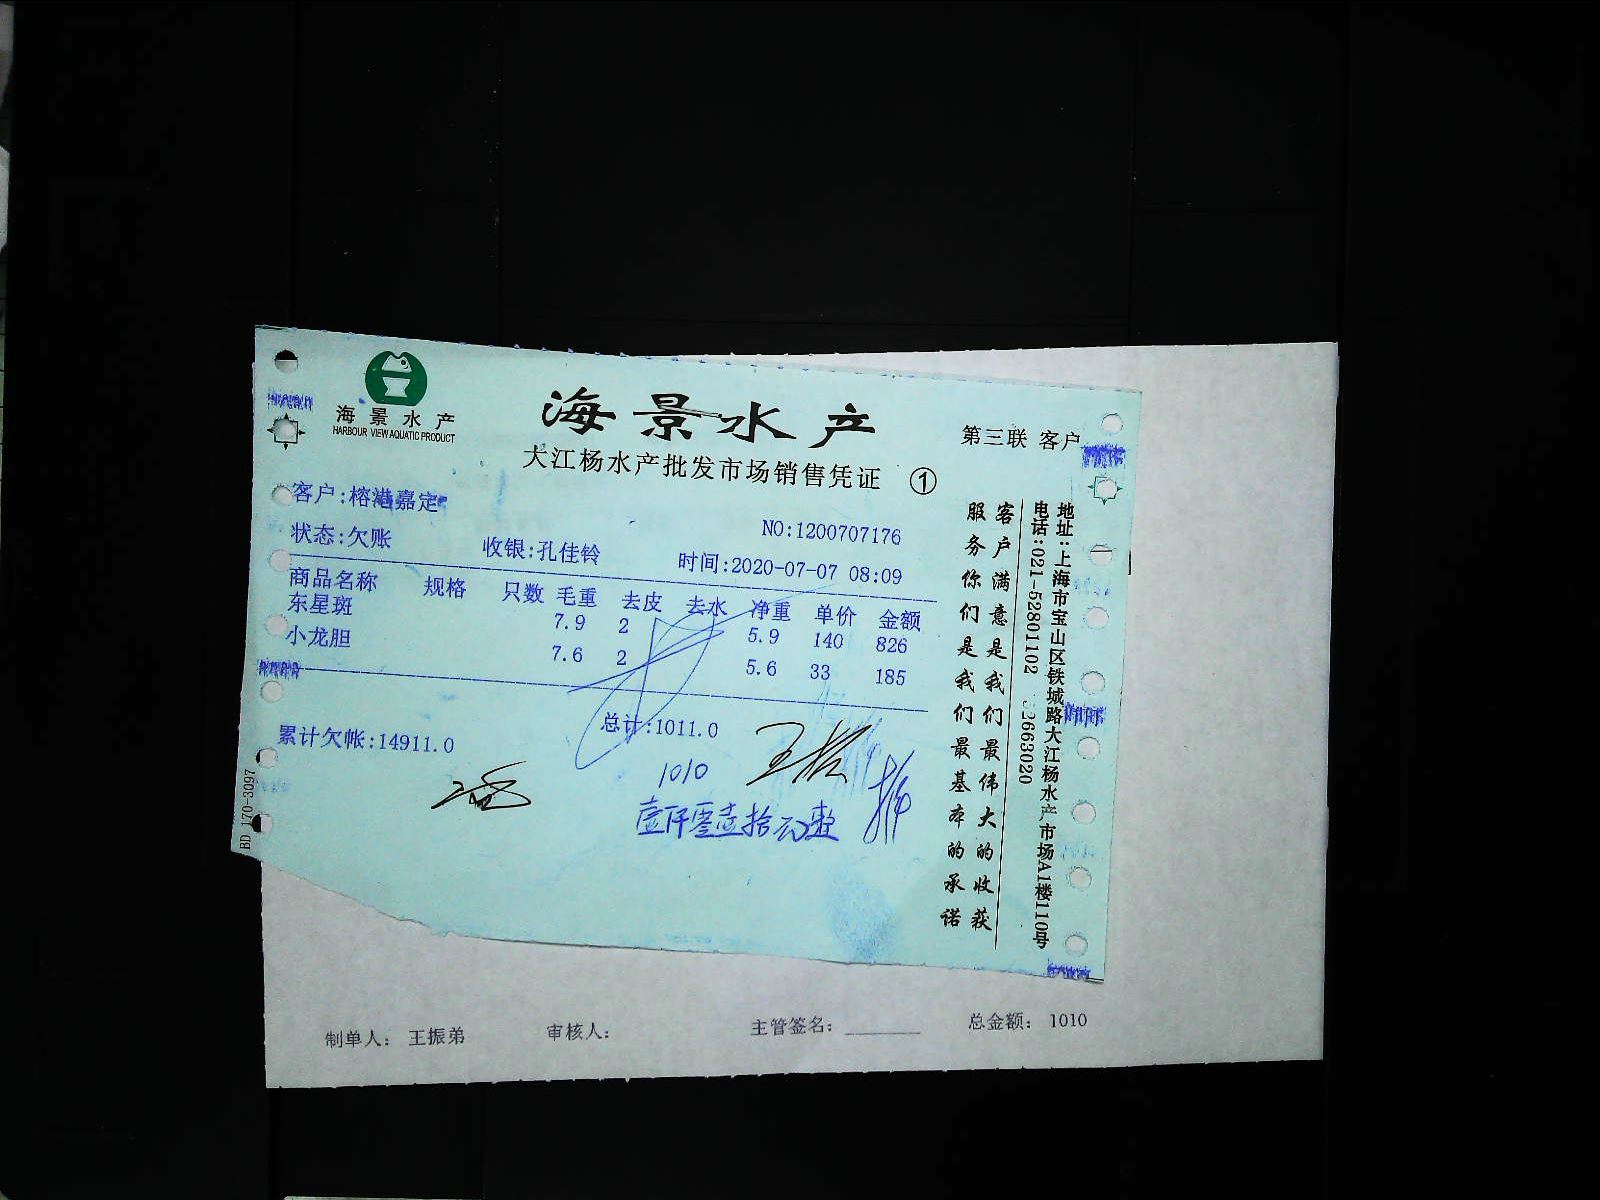 海景水产
HARBOUR VIEW AQUATIC PRODUCT
海景水产
大江杨水产批发市场销售凭证 ①
第三联 客户
客户:榕港嘉定
NO:1200707176
状态:欠账 收银:孔佳铃 时间:2020-07-07 08:09
商品名称 规格 只数 毛重 去皮 去水 净重 单价 金额
东星斑 7.9 2 5.9 140 826
小龙胆 7.6 2 5.6 33 185
总计:1011.0
累计欠帐:14911.0
1010
壹仟零壹拾元整
BD 170-3097
客户满意是我们最伟大的收获
服务你们是我们最基本的承诺
地址:上海市宝山区铁城路大江杨水产市场A1楼110号
电话:021-52801102 2663020
制单人: 王振弟 审核人: 主管签名: 总金额: 1010